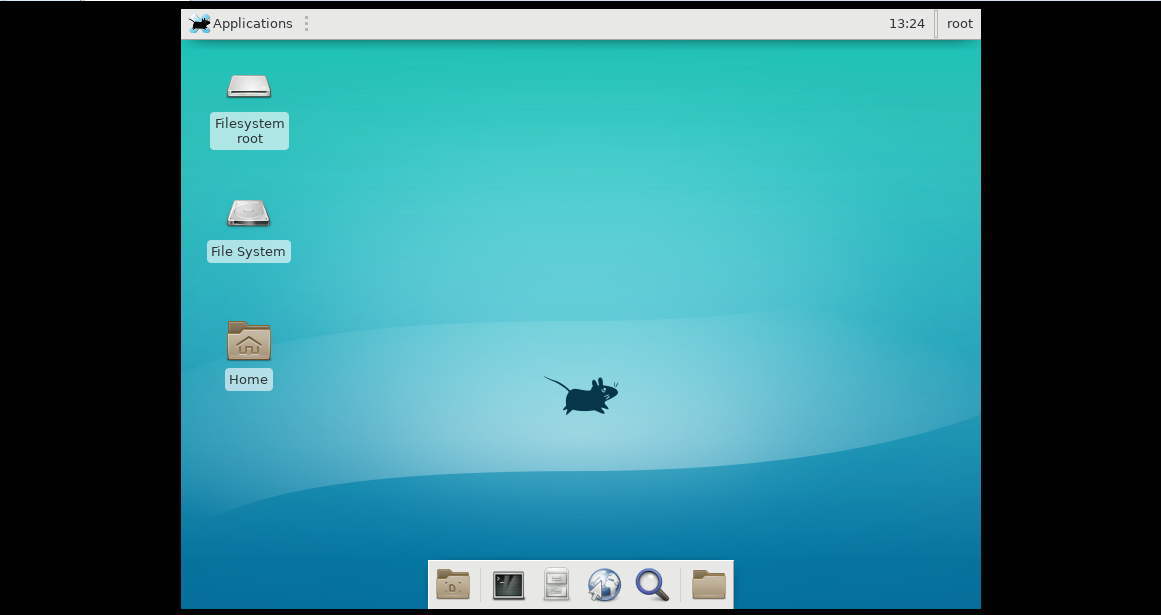 Applications
13:24
root
Filesystem
root
File System
Home